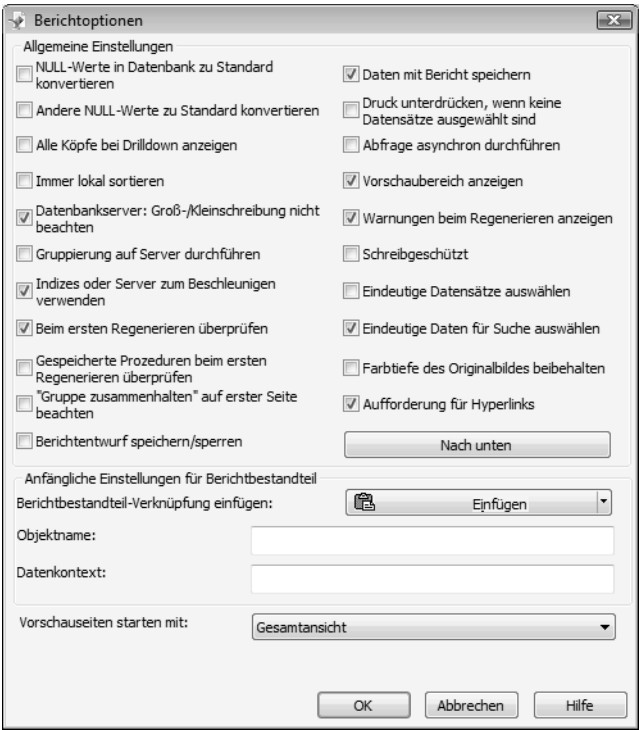 Berichtoptionen
Allgemeine Einstellungen
NULL-Werte in Datenbank zu Standard
konvertieren
Andere NULL-Werte zu Standard konvertieren
Alle Köpfe bei Drilldown anzeigen
Immer lokal sortieren
Datenbankserver: Groß-/Kleinschreibung nicht
beachten
Gruppierung auf Server durchführen
Indizes oder Server zum Beschleunigen
verwenden
Beim ersten Regenerieren überprüfen
Gespeicherte Prozeduren beim ersten
Regenerieren überprüfen
"Gruppe zusammenhalten" auf erster Seite
beachten
Berichtentwurf speichern/sperren
Daten mit Bericht speichern
Druck unterdrücken, wenn keine
Datensätze ausgewählt sind
Abfrage asynchron durchführen
Vorschaubereich anzeigen
Warnungen beim Regenerieren anzeigen
Schreibgeschützt
Eindeutige Datensätze auswählen
Eindeutige Daten für Suche auswählen
Farbtiefe des Originalbildes beibehalten
Aufforderung für Hyperlinks
Nach unten
Anfängliche Einstellungen für Berichtbestandteil
Berichtbestandteil-Verknüpfung einfügen:
Einfügen
Objektname:
Datenkontext:
Vorschauseiten starten mit:
Gesamtansicht
OK
Abbrechen
Hilfe